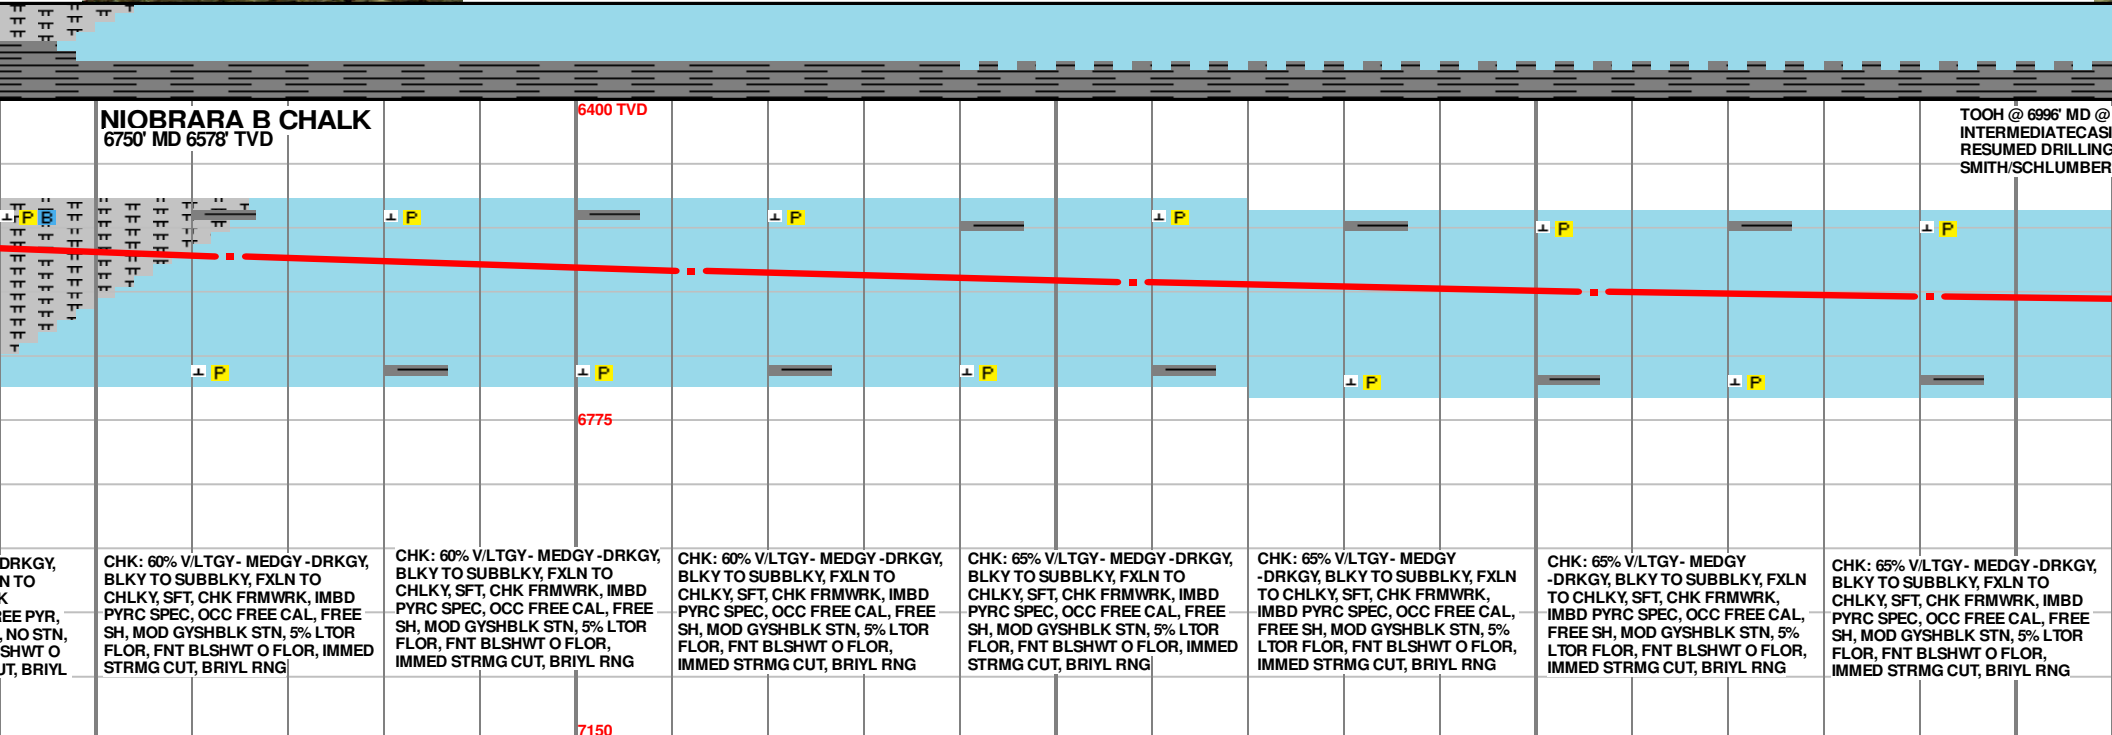 NIOBRARA B CHALK
6750' MD 6578' TVD
6400 TVD
TOOH @ 6996' MD @
INTERMEDIATECASI
RESUMED DRILLING
SMITH/SCHLUMBER
P B
P
P
P
P
P
P
P
P
P
P
6775
DRKGY,
N TO
K
EE PYR,
, NO STN,
SHWT O
UT, BRIYL
CHK: 60% V/LTGY- MEDGY -DRKGY,
BLKY TO SUBBLKY, FXLN TO
CHLKY, SFT, CHK FRMWRK, IMBD
PYRC SPEC, OCC FREE CAL, FREE
SH, MOD GYSHBLK STN, 5% LTOR
FLOR, FNT BLSHWT O FLOR, IMMED
STRMG CUT, BRIYL RNG
CHK: 60% V/LTGY- MEDGY -DRKGY,
BLKY TO SUBBLKY, FXLN TO
CHLKY, SFT, CHK FRMWRK, IMBD
PYRC SPEC, OCC FREE CAL, FREE
SH, MOD GYSHBLK STN, 5% LTOR
FLOR, FNT BLSHWT O FLOR,
IMMED STRMG CUT, BRIYL RNG
CHK: 60% V/LTGY- MEDGY -DRKGY,
BLKY TO SUBBLKY, FXLN TO
CHLKY, SFT, CHK FRMWRK, IMBD
PYRC SPEC, OCC FREE CAL, FREE
SH, MOD GYSHBLK STN, 5% LTOR
FLOR, FNT BLSHWT O FLOR,
IMMED STRMG CUT, BRIYL RNG
CHK: 65% V/LTGY- MEDGY -DRKGY,
BLKY TO SUBBLKY, FXLN TO
CHLKY, SFT, CHK FRMWRK, IMBD
PYRC SPEC, OCC FREE CAL, FREE
SH, MOD GYSHBLK STN, 5% LTOR
FLOR, FNT BLSHWT O FLOR, IMMED
STRMG CUT, BRIYL RNG
CHK: 65% V/LTGY- MEDGY
-DRKGY, BLKY TO SUBBLKY, FXLN
TO CHLKY, SFT, CHK FRMWRK,
IMBD PYRC SPEC, OCC FREE CAL,
FREE SH, MOD GYSHBLK STN, 5%
LTOR FLOR, FNT BLSHWT O FLOR,
IMMED STRMG CUT, BRIYL RNG
CHK: 65% V/LTGY- MEDGY
-DRKGY, BLKY TO SUBBLKY, FXLN
TO CHLKY, SFT, CHK FRMWRK,
IMBD PYRC SPEC, OCC FREE CAL,
FREE SH, MOD GYSHBLK STN, 5%
LTOR FLOR, FNT BLSHWT O FLOR,
IMMED STRMG CUT, BRIYL RNG
CHK: 65% V/LTGY- MEDGY -DRKGY,
BLKY TO SUBBLKY, FXLN TO
CHLKY, SFT, CHK FRMWRK, IMBD
PYRC SPEC, OCC FREE CAL, FREE
SH, MOD GYSHBLK STN, 5% LTOR
FLOR, FNT BLSHWT O FLOR,
IMMED STRMG CUT, BRIYL RNG
7150